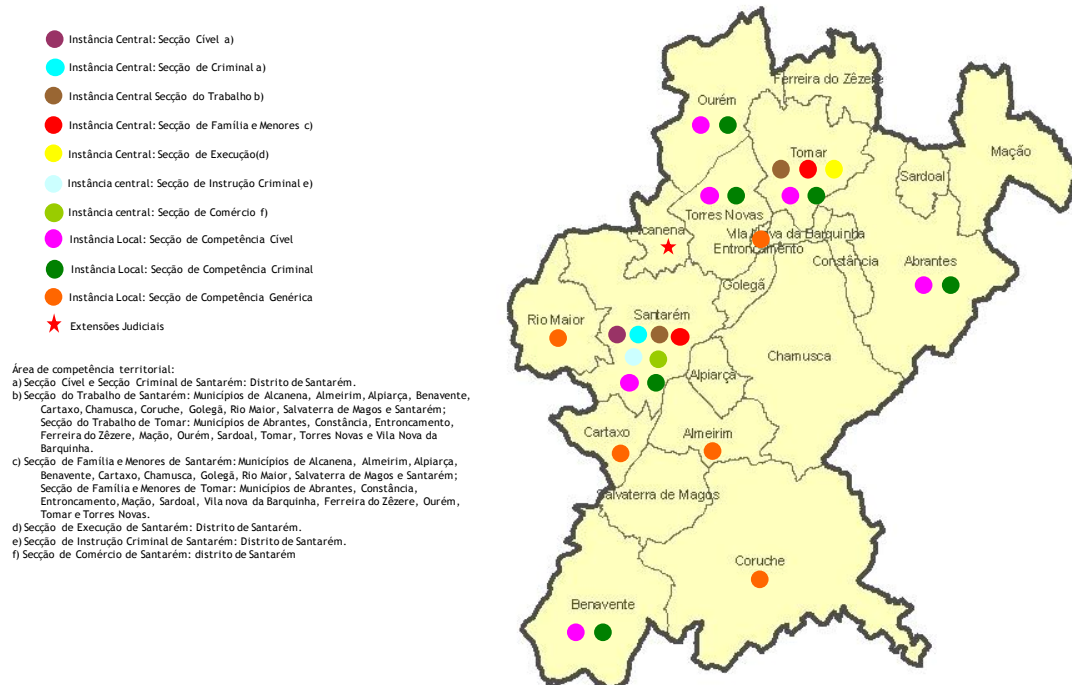 Instância Central: Secção Cível a)
Instância Central: Secção de Criminal a)
Instância Central Secção do Trabalho b)
Instância Central: Secção de Família e Menores c)
Instância Central: Secção de Execução(d)
Instância central: Secção de Instrução Criminal e)
Instância central: Secção de Comércio f)
Instância Local: Secção de Competência Cível
Instância Local: Secção de Competência Criminal
Instância Local: Secção de Competência Genérica
Extensões Judiciais
Área de competência territorial:
a) Secção Cível e Secção Criminal de Santarém: Distrito de Santarém.
b) Secção do Trabalho de Santarém: Municípios de Alcanena, Almeirim, Alpiarça, Benavente,
Cartaxo, Chamusca, Coruche, Golegã, Rio Maior, Salvaterra de Magos e Santarém;
Secção do Trabalho de Tomar: Municípios de Abrantes, Constância, Entroncamento,
Ferreira do Zêzere, Mação, Ourém, Sardoal, Tomar, Torres Novas e Vila Nova da
Barquinha.
c) Secção de Família e Menores de Santarém: Municípios de Alcanena, Almeirim, Alpiarça,
Benavente, Cartaxo, Chamusca, Golegã, Rio Maior, Salvaterra de Magos e Santarém;
Secção de Família e Menores de Tomar: Municípios de Abrantes, Constância,
Entroncamento, Mação, Sardoal, Vila nova da Barquinha, Ferreira do Zêzere, Ourém,
Tomar e Torres Novas.
d) Secção de Execução de Santarém: Distrito de Santarém.
e) Secção de Instrução Criminal de Santarém: Distrito de Santarém.
f) Secção de Comércio de Santarém: distrito de Santarém
Ferreira do Zêzere
Ourém
Tomar
Mação
Sardoal
Torres Novas
Alcanena
Vila Nova da Barquinha
Entroncamento
Constância
Abrantes
Golegã
Santarém
Rio Maior
Chamusca
Alpiarça
Cartaxo
Almeirim
Salvaterra de Magos
Coruche
Benavente